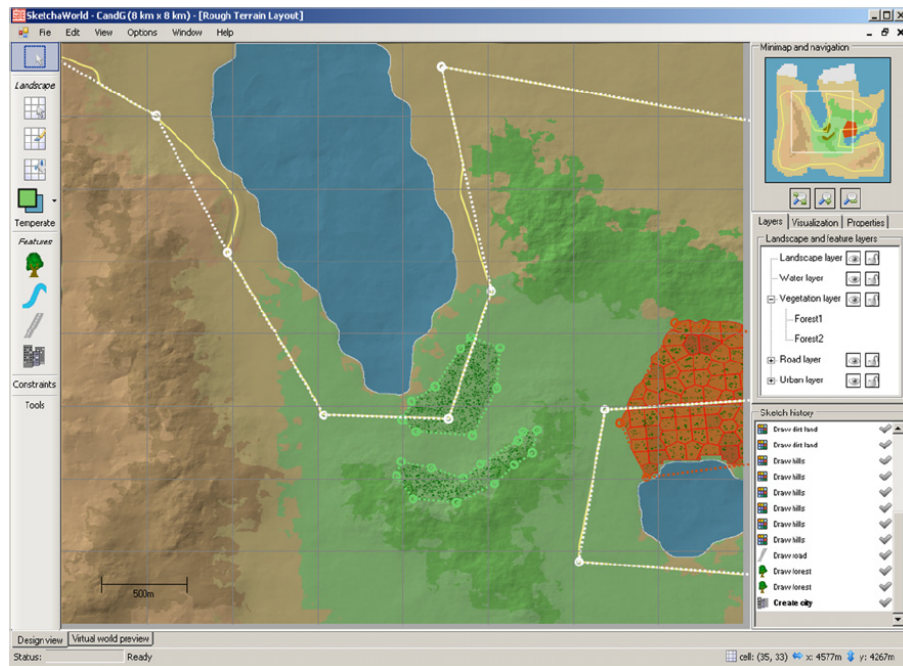 SketchaWorld - CandG (8 km x 8 km) - [Rough Terrain Layout]
Fie Edt View Options Window Help
Landscape
Temperate
Features
Constraints
Tools
500m
Minimap and navigation
Layers Visualization Properties
Landscape and feature layers
Landscape layer
Water layer
Vegetation layer
Forest1
Forest2
Road layer
Urban layer
Sketch history
Draw dirt land
Draw dirt land
Draw hills
Draw hills
Draw hills
Draw hills
Draw hills
Draw hills
Draw road
Draw forest
Draw forest
Create city
Design view Virtual world preview
Status: Ready cell: (35, 33) x: 4577m y: 4267m